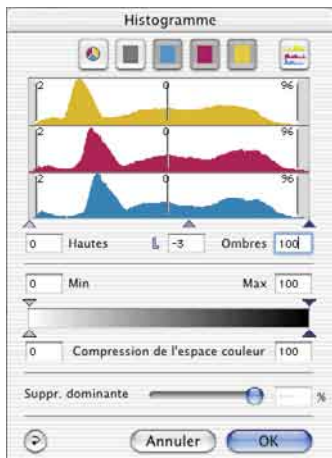 Histogramme
2 0 96
2 0 96
2 0 96
0 Hautes L -3 Ombres 100
0 Min Max 100
0 Compression de l'espace couleur 100
Suppr. dominante %
Annuler OK